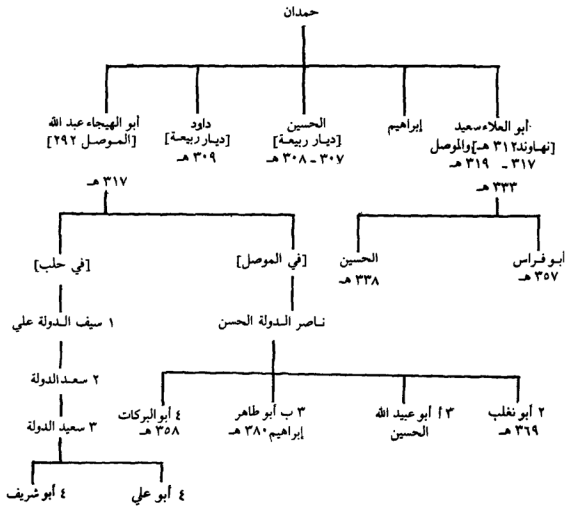 حمدان
أبو العلاء سعيد
[نهاوند ٣١٢ هـ] والموصل
٣١٧ - ٣١٩ هـ
٣٣٣ هـ
إبراهيم
الحسين
[ديار ربيعة]
٣٠٧ - ٣٠٨ هـ
داود
[ديار ربيعة]
٣٠٩ هـ
أبو الهيجاء عبد الله
[الموصل ٢٩٢]
٣١٧ هـ
أبو فراس
٣٥٧ هـ
الحسين
٣٣٨ هـ
[في الموصل]
[في حلب]
ناصر الدولة الحسن
١ سيف الدولة علي
٢ سعد الدولة
٣ سعيد الدولة
٢ أبو نغلب
٣٦٩ هـ
٣ أ أبو عبيد الله
الحسين
٣ ب أبو طاهر
إبراهيم ٣٨٠ هـ
٤ أبو البركات
٣٥٨ هـ
٤ أبو علي
٤ أبو شريف